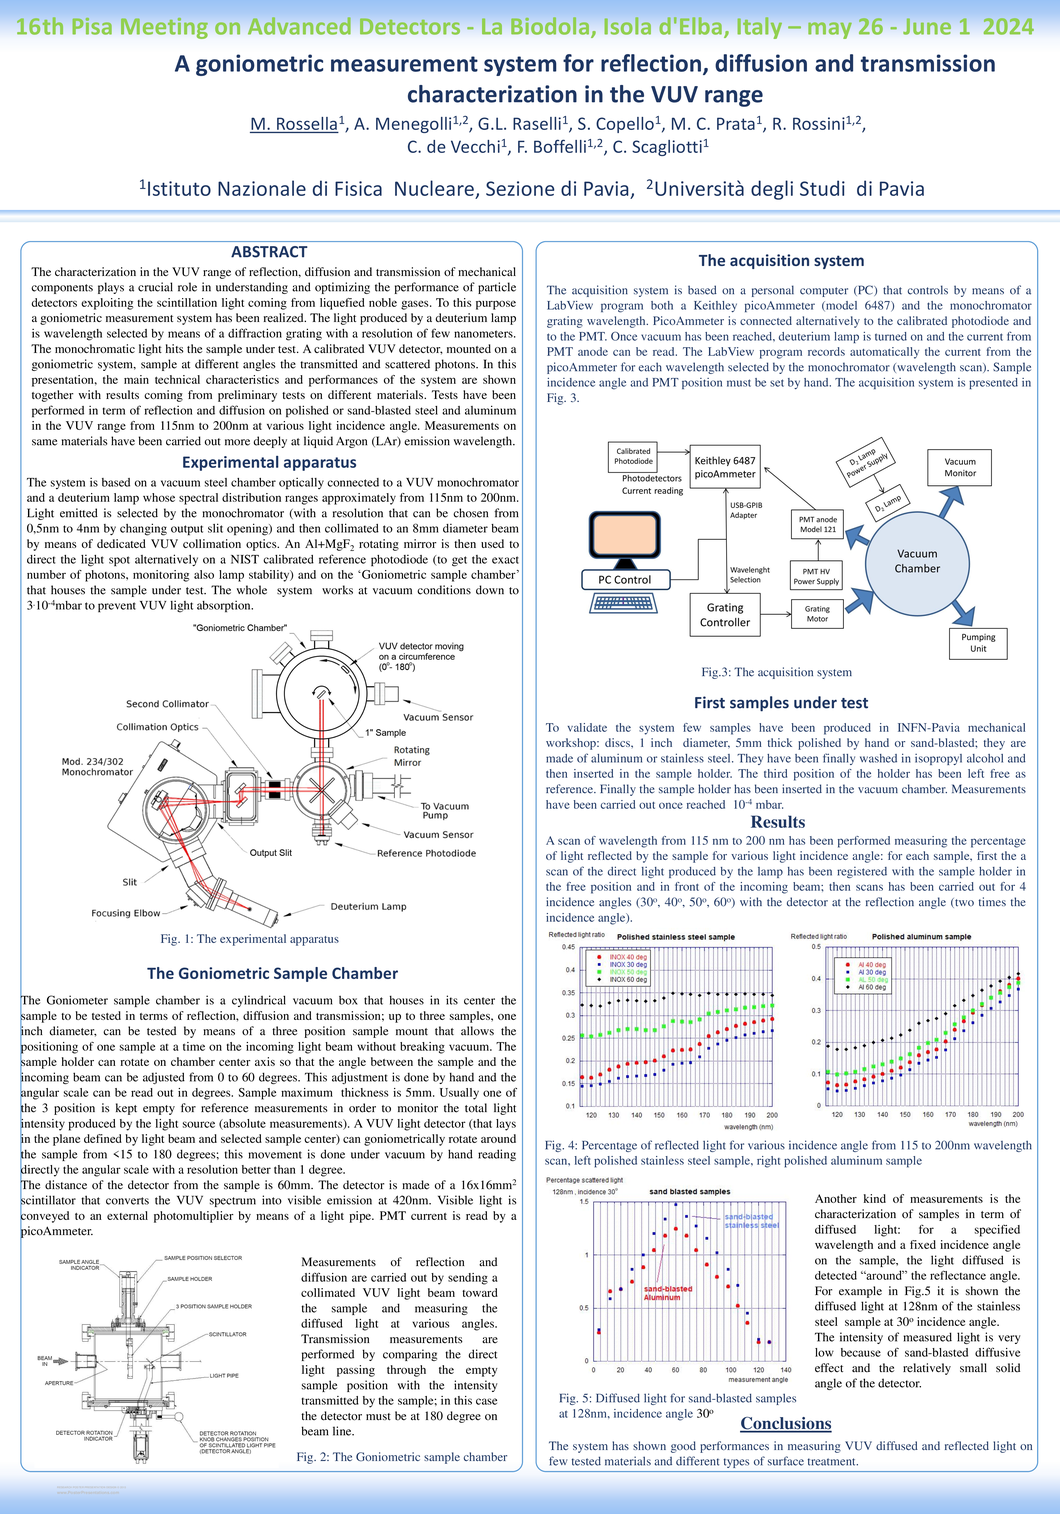 16th Pisa Meeting on Advanced Detectors - La Biodola, Isola d'Elba, Italy – may 26 - June 1  2024
A goniometric measurement system for reflection, diffusion and transmission
characterization in the VUV range
M. Rossella1, A. Menegolli1,2, G.L. Raselli1, S. Copello1, M. C. Prata1, R. Rossini1,2,
C. de Vecchi1, F. Boffelli1,2, C. Scagliotti1
1Istituto Nazionale di Fisica  Nucleare, Sezione di Pavia,  2Università degli Studi  di Pavia
ABSTRACT
The characterization in the VUV range of reflection, diffusion and transmission of mechanical
components plays a crucial role in understanding and optimizing the performance of particle
detectors exploiting the scintillation light coming from liquefied noble gases. To this purpose
a goniometric measurement system has been realized. The light produced by a deuterium lamp
is wavelength selected by means of a diffraction grating with a resolution of few nanometers.
The monochromatic light hits the sample under test. A calibrated VUV detector, mounted on a
goniometric system, sample at different angles the transmitted and scattered photons. In this
presentation, the main technical characteristics and performances of the system are shown
together with results coming from preliminary tests on different materials. Tests have been
performed in term of reflection and diffusion on polished or sand-blasted steel and aluminum
in the VUV range from 115nm to 200nm at various light incidence angle. Measurements on
same materials have been carried out more deeply at liquid Argon (LAr) emission wavelength.
Experimental apparatus
The system is based on a vacuum steel chamber optically connected to a VUV monochromator
and a deuterium lamp whose spectral distribution ranges approximately from 115nm to 200nm.
Light emitted is selected by the monochromator (with a resolution that can be chosen from
0,5nm to 4nm by changing output slit opening) and then collimated to an 8mm diameter beam
by means of dedicated VUV collimation optics. An Al+MgF2 rotating mirror is then used to
direct the light spot alternatively on a NIST calibrated reference photodiode (to get the exact
number of photons, monitoring also lamp stability) and on the ‘Goniometric sample chamber’
that houses the sample under test. The whole  system  works at vacuum conditions down to
3·10-4mbar to prevent VUV light absorption.
"Goniometric Chamber"
VUV detector moving
on a circumference
(0°- 180°)
Second Collimator
Vacuum Sensor
Collimation Optics
1" Sample
Rotating
Mirror
Mod. 234/302
Monochromator
To Vacuum
Pump
Vacuum Sensor
Output Slit
Reference Photodiode
Slit
Deuterium Lamp
Focusing Elbow
Fig. 1: The experimental apparatus
The Goniometric Sample Chamber
The Goniometer sample chamber is a cylindrical vacuum box that houses in its center the
sample to be tested in terms of reflection, diffusion and transmission; up to three samples, one
inch diameter, can be tested by means of a three position sample mount that allows the
positioning of one sample at a time on the incoming light beam without breaking vacuum. The
sample holder can rotate on chamber center axis so that the angle between the sample and the
incoming beam can be adjusted from 0 to 60 degrees. This adjustment is done by hand and the
angular scale can be read out in degrees. Sample maximum  thickness is 5mm. Usually one of
the 3 position is kept empty for reference measurements in order to monitor the total light
intensity produced by the light source (absolute measurements). A VUV light detector (that lays
in the plane defined by light beam and selected sample center) can goniometrically rotate around
the sample from <15 to 180 degrees; this movement is done under vacuum by hand reading
directly the angular scale with a resolution better than 1 degree.
The distance of the detector from the sample is 60mm. The detector is made of a 16x16mm2
scintillator that converts the VUV spectrum into visible emission at 420nm. Visible light is
conveyed to an external photomultiplier by means of a light pipe. PMT current is read by a
picoAmmeter.
SAMPLE ANGLE
INDICATOR
SAMPLE POSITION SELECTOR
SAMPLE HOLDER
3 POSITION SAMPLE HOLDER
SCINTILLATOR
BEAM
IN
LIGHT PIPE
APERTURE
DETECTOR ROTATION
INDICATOR
DETECTOR ROTATION
KNOB CHANGES POSITION
OF SCINTILLATED LIGHT PIPE
(DETECTOR ANGLE)
Measurements of reflection and
diffusion are carried out by sending a
collimated VUV light beam toward
the sample and measuring the
diffused light at various angles.
Transmission measurements are
performed by comparing the direct
light passing through the empty
sample position with the intensity
transmitted by the sample; in this case
the detector must be at 180 degree on
beam line.
Fig. 2: The Goniometric sample chamber
The acquisition system
The acquisition system is based on a personal computer (PC) that controls by means of a
LabView program both a Keithley picoAmmeter (model 6487) and the monochromator
grating wavelength. PicoAmmeter is connected alternatively to the calibrated photodiode and
to the PMT. Once vacuum has been reached, deuterium lamp is turned on and the current from
PMT anode can be read. The LabView program records automatically the current from the
picoAmmeter for each wavelength selected by the monochromator (wavelength scan). Sample
incidence angle and PMT position must be set by hand. The acquisition system is presented in
Fig. 3.
Calibrated
Photodiode
Keithley 6487
picoAmmeter
Photodetectors
Current reading
D2 Lamp
Power Supply
D2 Lamp
Vacuum
Monitor
USB-GPIB
Adapter
PMT anode
Model 121
Vacuum
Chamber
PC Control
Wavelenght
Selection
PMT HV
Power Supply
Grating
Controller
Grating
Motor
Pumping
Unit
Fig.3: The acquisition system
First samples under test
To validate the system few samples have been produced in INFN-Pavia mechanical
workshop: discs, 1 inch  diameter, 5mm thick polished by hand or sand-blasted; they are
made of aluminum or stainless steel. They have been finally washed in isopropyl alcohol and
then inserted in the sample holder. The third position of the holder has been left free as
reference. Finally the sample holder has been inserted in the vacuum chamber. Measurements
have been carried out once reached  10-4 mbar.
Results
A scan of wavelength from 115 nm to 200 nm has been performed measuring the percentage
of light reflected by the sample for various light incidence angle: for each sample, first the a
scan of the direct light produced by the lamp has been registered with the sample holder in
the free position and in front of the incoming beam; then scans has been carried out for 4
incidence angles (30o, 40o, 50o, 60o) with the detector at the reflection angle (two times the
incidence angle).
Reflected light ratio
Polished stainless steel sample
0.45
0.4
0.35
0.3
0.25
0.2
0.15
0.1
INOX 40 deg
INOX 30 deg
INOX 50 deg
INOX 60 deg
120 130 140 150 160 170 180 190 200
wavelength (nm)
Reflected light ratio
Polished aluminum sample
0.5
0.4
0.3
0.2
0.1
0
Al 40 deg
Al 30 deg
AL 50 deg
Al 60 deg
120 130 140 150 160 170 180 190 200
wavelength (nm)
Fig. 4: Percentage of reflected light for various incidence angle from 115 to 200nm wavelength
scan, left polished stainless steel sample, right polished aluminum sample
Percentage scattered light
128nm , incidence 30°
sand blasted samples
1.5
1
0.5
0
sand-blasted
stainless steel
sand-blasted
Aluminum
0 20 40 60 80 100 120 140
measurement angle
Fig. 5: Diffused light for sand-blasted samples
at 128nm, incidence angle 30o
Another kind of measurements is the
characterization of samples in term of
diffused light: for a specified
wavelength and a fixed incidence angle
on the sample, the light diffused is
detected “around” the reflectance angle.
For example in Fig.5 it is shown the
diffused light at 128nm of the stainless
steel  sample at 30o incidence angle.
The intensity of measured light is very
low because of sand-blasted diffusive
effect and the relatively small solid
angle of the detector.
Conclusions
The system has shown good performances in measuring VUV diffused and reflected light on
few tested materials and different types of surface treatment.